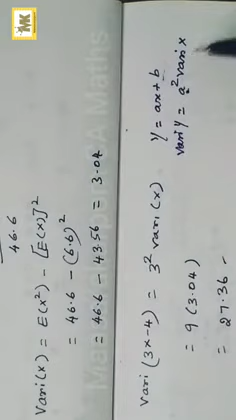 MK
46.6
Vari(x) = E(x²) - [E(x)]²
= 46.6 - (6.6)²
= 46.6 - 43.56 = 3.04
Vari(3x-4) = 3² vari(x)
= 9 (3.04)
= 27.36
Y = ax + b
Vari Y = a² vari x